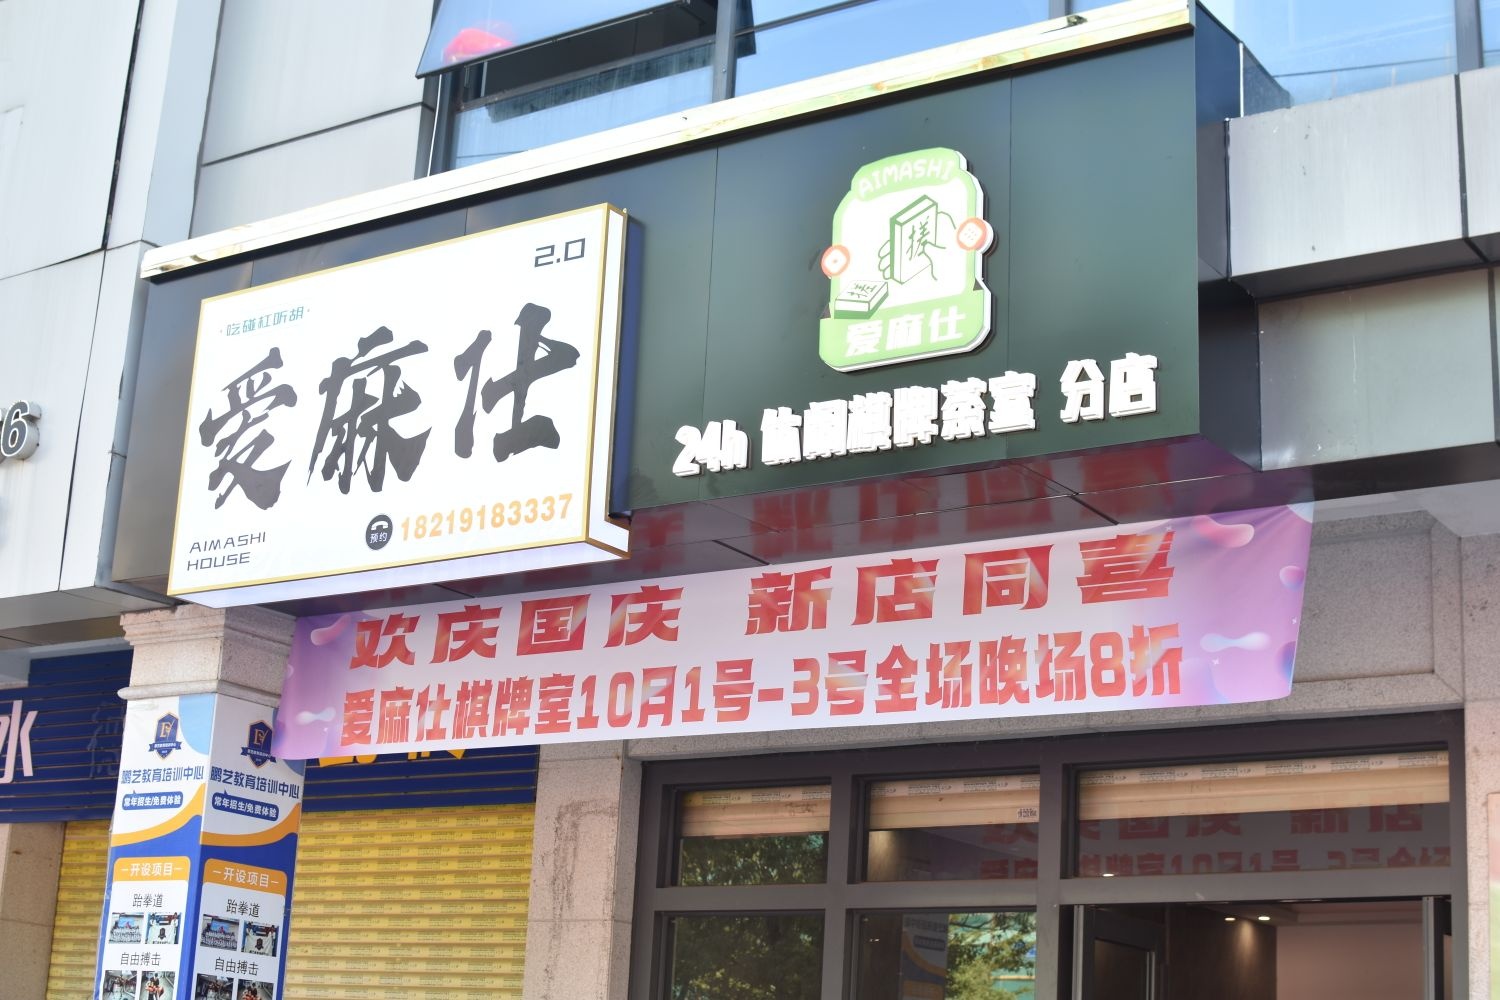 2.0
·吃碰杠听胡·
爱麻仕
AIMASHI
HOUSE
预约
18219183337
AIMASHI
爱麻仕
24h 休闲棋牌茶室 分店
欢庆国庆 新店同喜
爱麻仕棋牌室10月1号-3号全场晚场8折
6
水
鹏艺教育培训中心
常年招生/免费体验
开设项目
跆拳道
自由搏击
鹏艺教育培训中心
常年招生/免费体验
开设项目
跆拳道
自由搏击